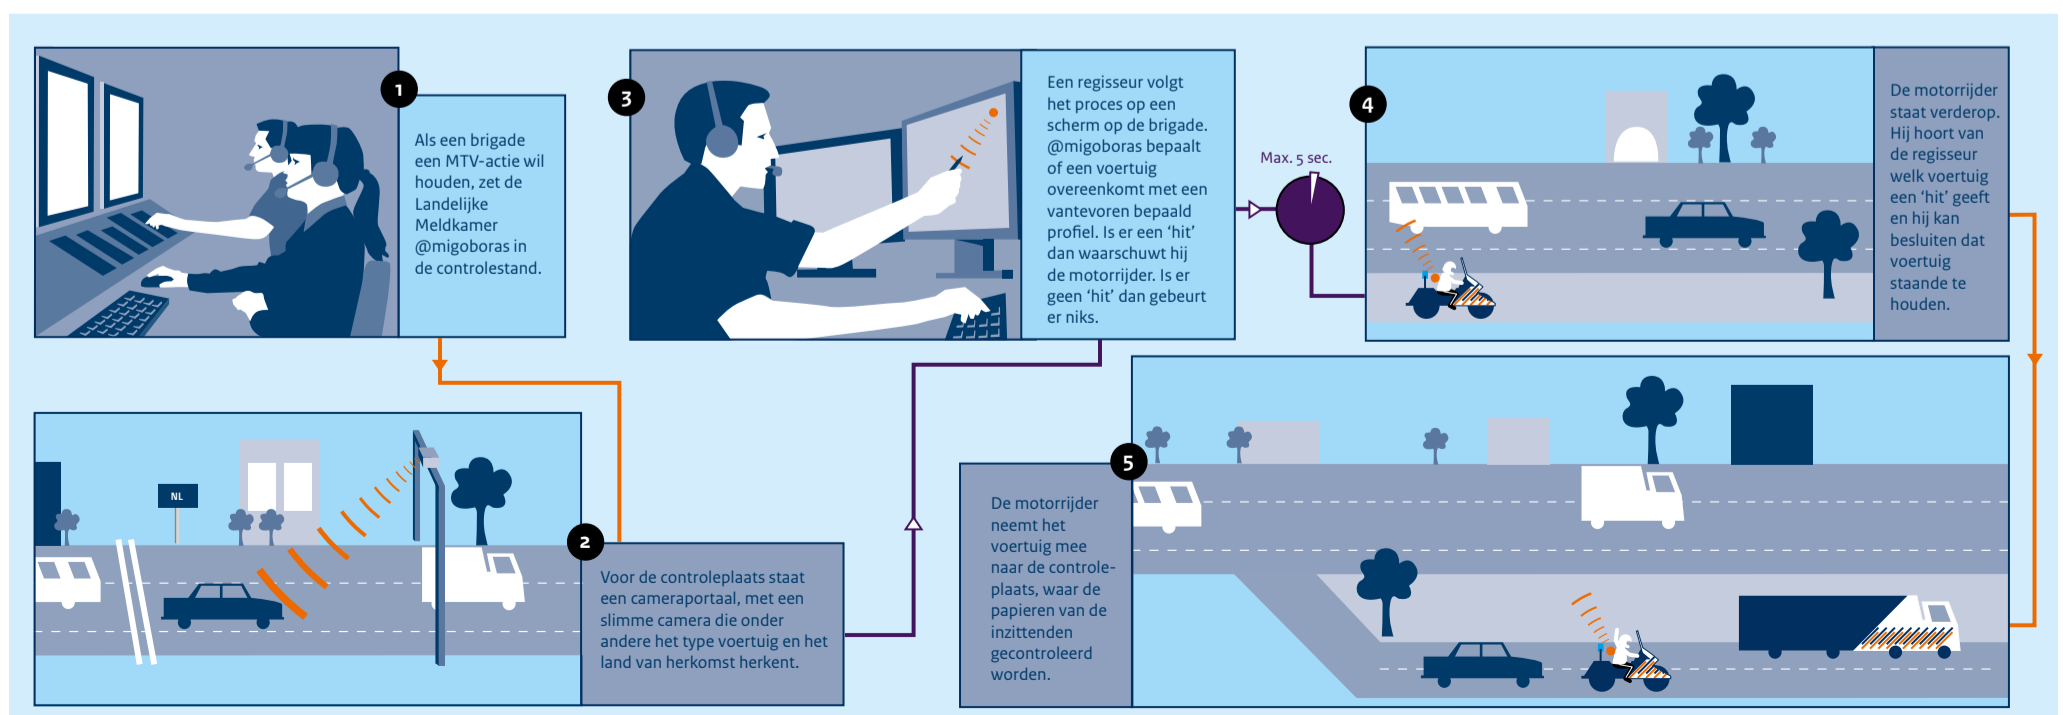 1
Als een brigade
een MTV-actie wil
houden, zet de
Landelijke
Meldkamer
@migoboras in
de controlestand.
NL
2
Voor de controleplaats staat
een cameraportaal, met een
slimme camera die onder
andere het type voertuig en het
land van herkomst herkent.
3
Een regisseur volgt
het proces op een
scherm op de brigade.
@migoboras bepaalt
of een voertuig
overeenkomt met een
vantevoren bepaald
profiel. Is er een ‘hit’
dan waarschuwt hij
de motorrijder. Is er
geen ‘hit’ dan gebeurt
er niks.
Max. 5 sec.
4
De motorrijder
staat verderop.
Hij hoort van
de regisseur
welk voertuig
een ‘hit’ geeft
en hij kan
besluiten dat
voertuig
staande te
houden.
5
De motorrijder
neemt het
voertuig mee
naar de controle-
plaats, waar de
papieren van de
inzittenden
gecontroleerd
worden.